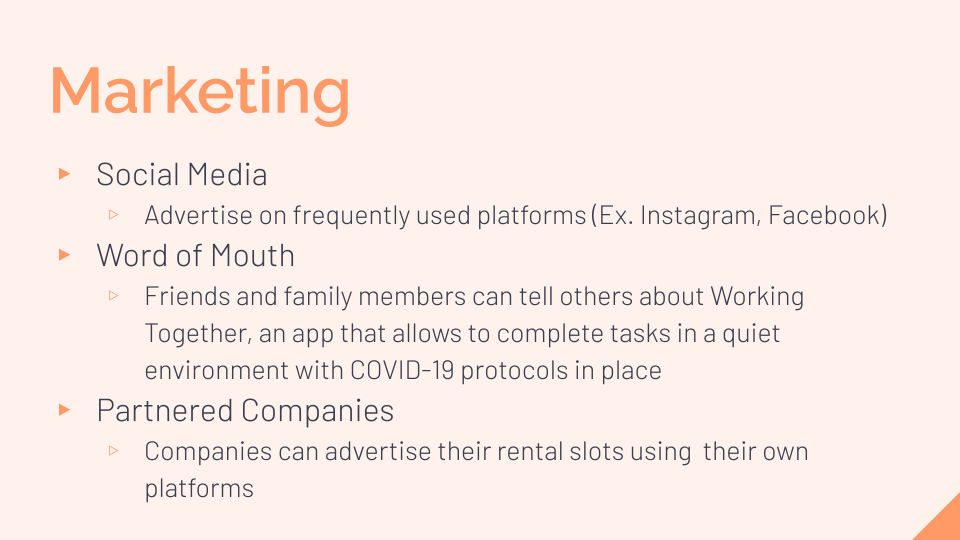 Marketing
Social Media
Advertise on frequently used platforms (Ex. Instagram, Facebook)
Word of Mouth
Friends and family members can tell others about Working
Together, an app that allows to complete tasks in a quiet
environment with COVID-19 protocols in place
Partnered Companies
Companies can advertise their rental slots using  their own
platforms